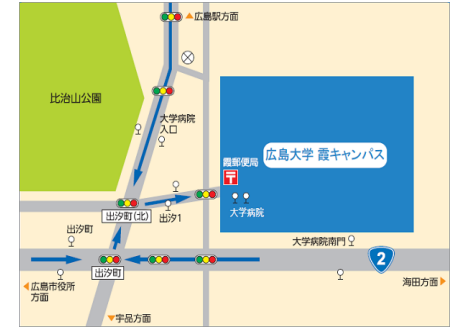 ▲広島駅方面
比治山公園
大学病院
入口
霞郵便局
広島大学 霞キャンパス
大学病院
出汐町(北)
出汐1
出汐町
大学病院南門
出汐町
2
◀広島市役所
方面
海田方面▶
▼宇品方面